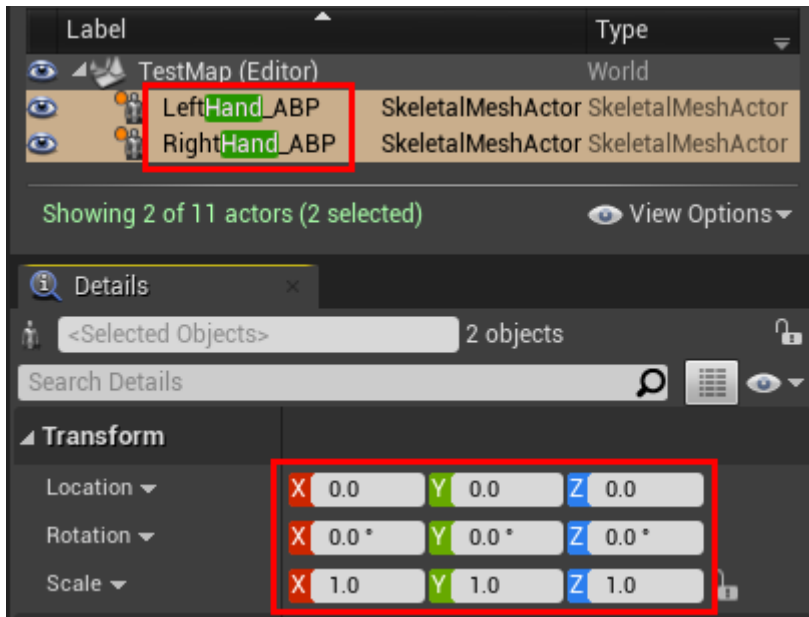 Label Type
TestMap (Editor) World
LeftHand_ABP SkeletalMeshActor SkeletalMeshActor
RightHand_ABP SkeletalMeshActor SkeletalMeshActor
Showing 2 of 11 actors (2 selected) View Options
Details
<Selected Objects> 2 objects
Search Details
Transform
Location X 0.0 Y 0.0 Z 0.0
Rotation X 0.0 ° Y 0.0 ° Z 0.0 °
Scale X 1.0 Y 1.0 Z 1.0